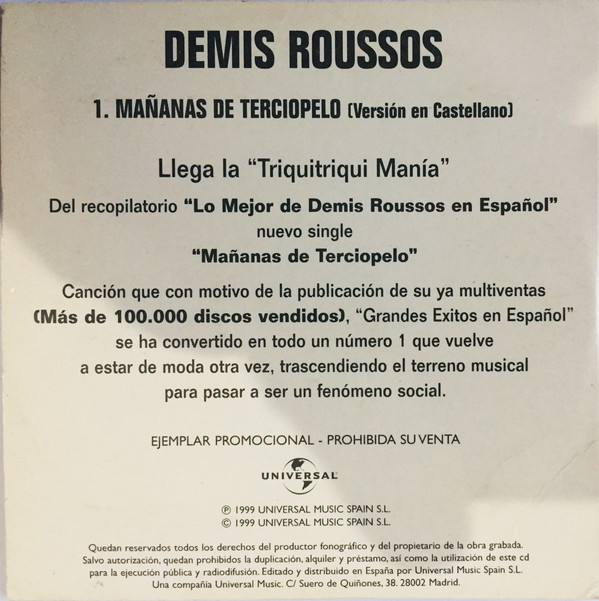 DEMIS ROUSSOS
1. MAÑANAS DE TERCIOPELO (Versión en Castellano)
Llega la “Triquitriqui Manía”
Del recopilatorio “Lo Mejor de Demis Roussos en Español”
nuevo single
“Mañanas de Terciopelo”
Canción que con motivo de la publicación de su ya multiventas
(Más de 100.000 discos vendidos), “Grandes Exitos en Español”
se ha convertido en todo un número 1 que vuelve
a estar de moda otra vez, trascendiendo el terreno musical
para pasar a ser un fenómeno social.
EJEMPLAR PROMOCIONAL - PROHIBIDA SU VENTA
UNIVERSAL
℗ 1999 UNIVERSAL MUSIC SPAIN S.L.
© 1999 UNIVERSAL MUSIC SPAIN S.L.
Quedan reservados todos los derechos del productor fonográfico y del propietario de la obra grabada.
Salvo autorización, quedan prohibidos la duplicación, alquiler y préstamo, así como la utilización de este cd
para la ejecución pública y radiodifusión. Editado y distribuido en España por Universal Music Spain S.L.
Una compañía Universal Music. C/ Suero de Quiñones, 38. 28002 Madrid.